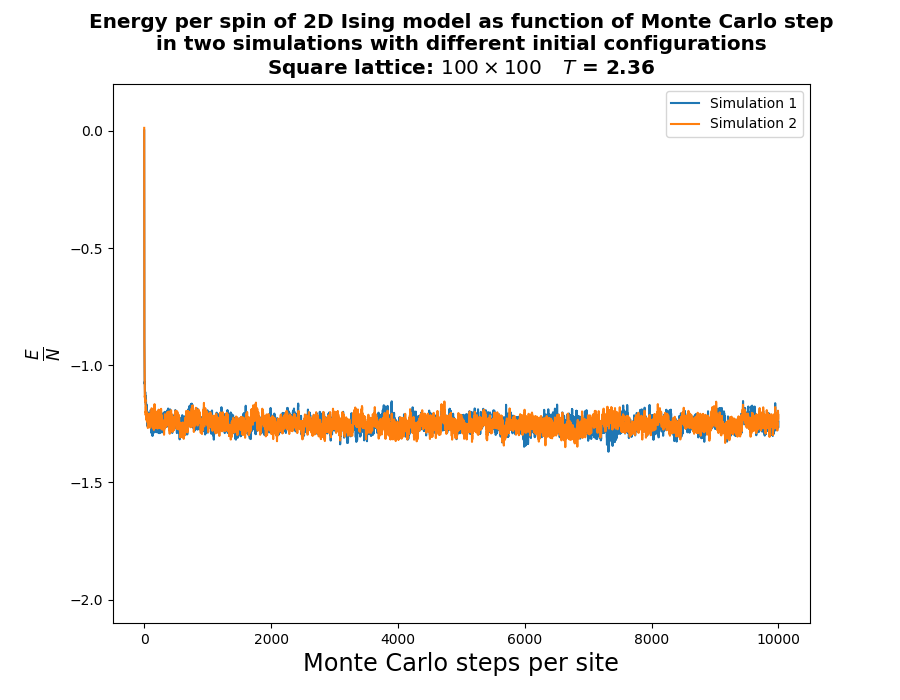 Energy per spin of 2D Ising model as function of Monte Carlo step
in two simulations with different initial configurations
Square lattice: 100 × 100 T = 2.36
Simulation 1
Simulation 2
0.0
−0.5
−1.0
−1.5
−2.0
E
N
0 2000 4000 6000 8000 10000
Monte Carlo steps per site